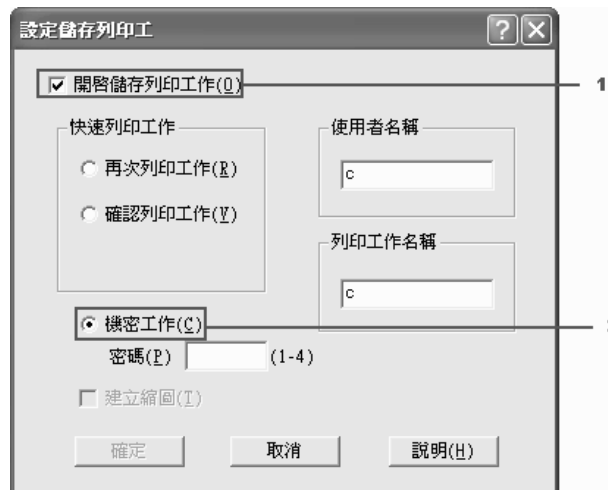 設定儲存列印工
開啓儲存列印工作(O)
1
快速列印工作
再次列印工作(R)
確認列印工作(V)
使用者名稱
c
列印工作名稱
c
機密工作(C)
密碼(P) (1-4)
建立縮圖(T)
確定 取消 說明(H)